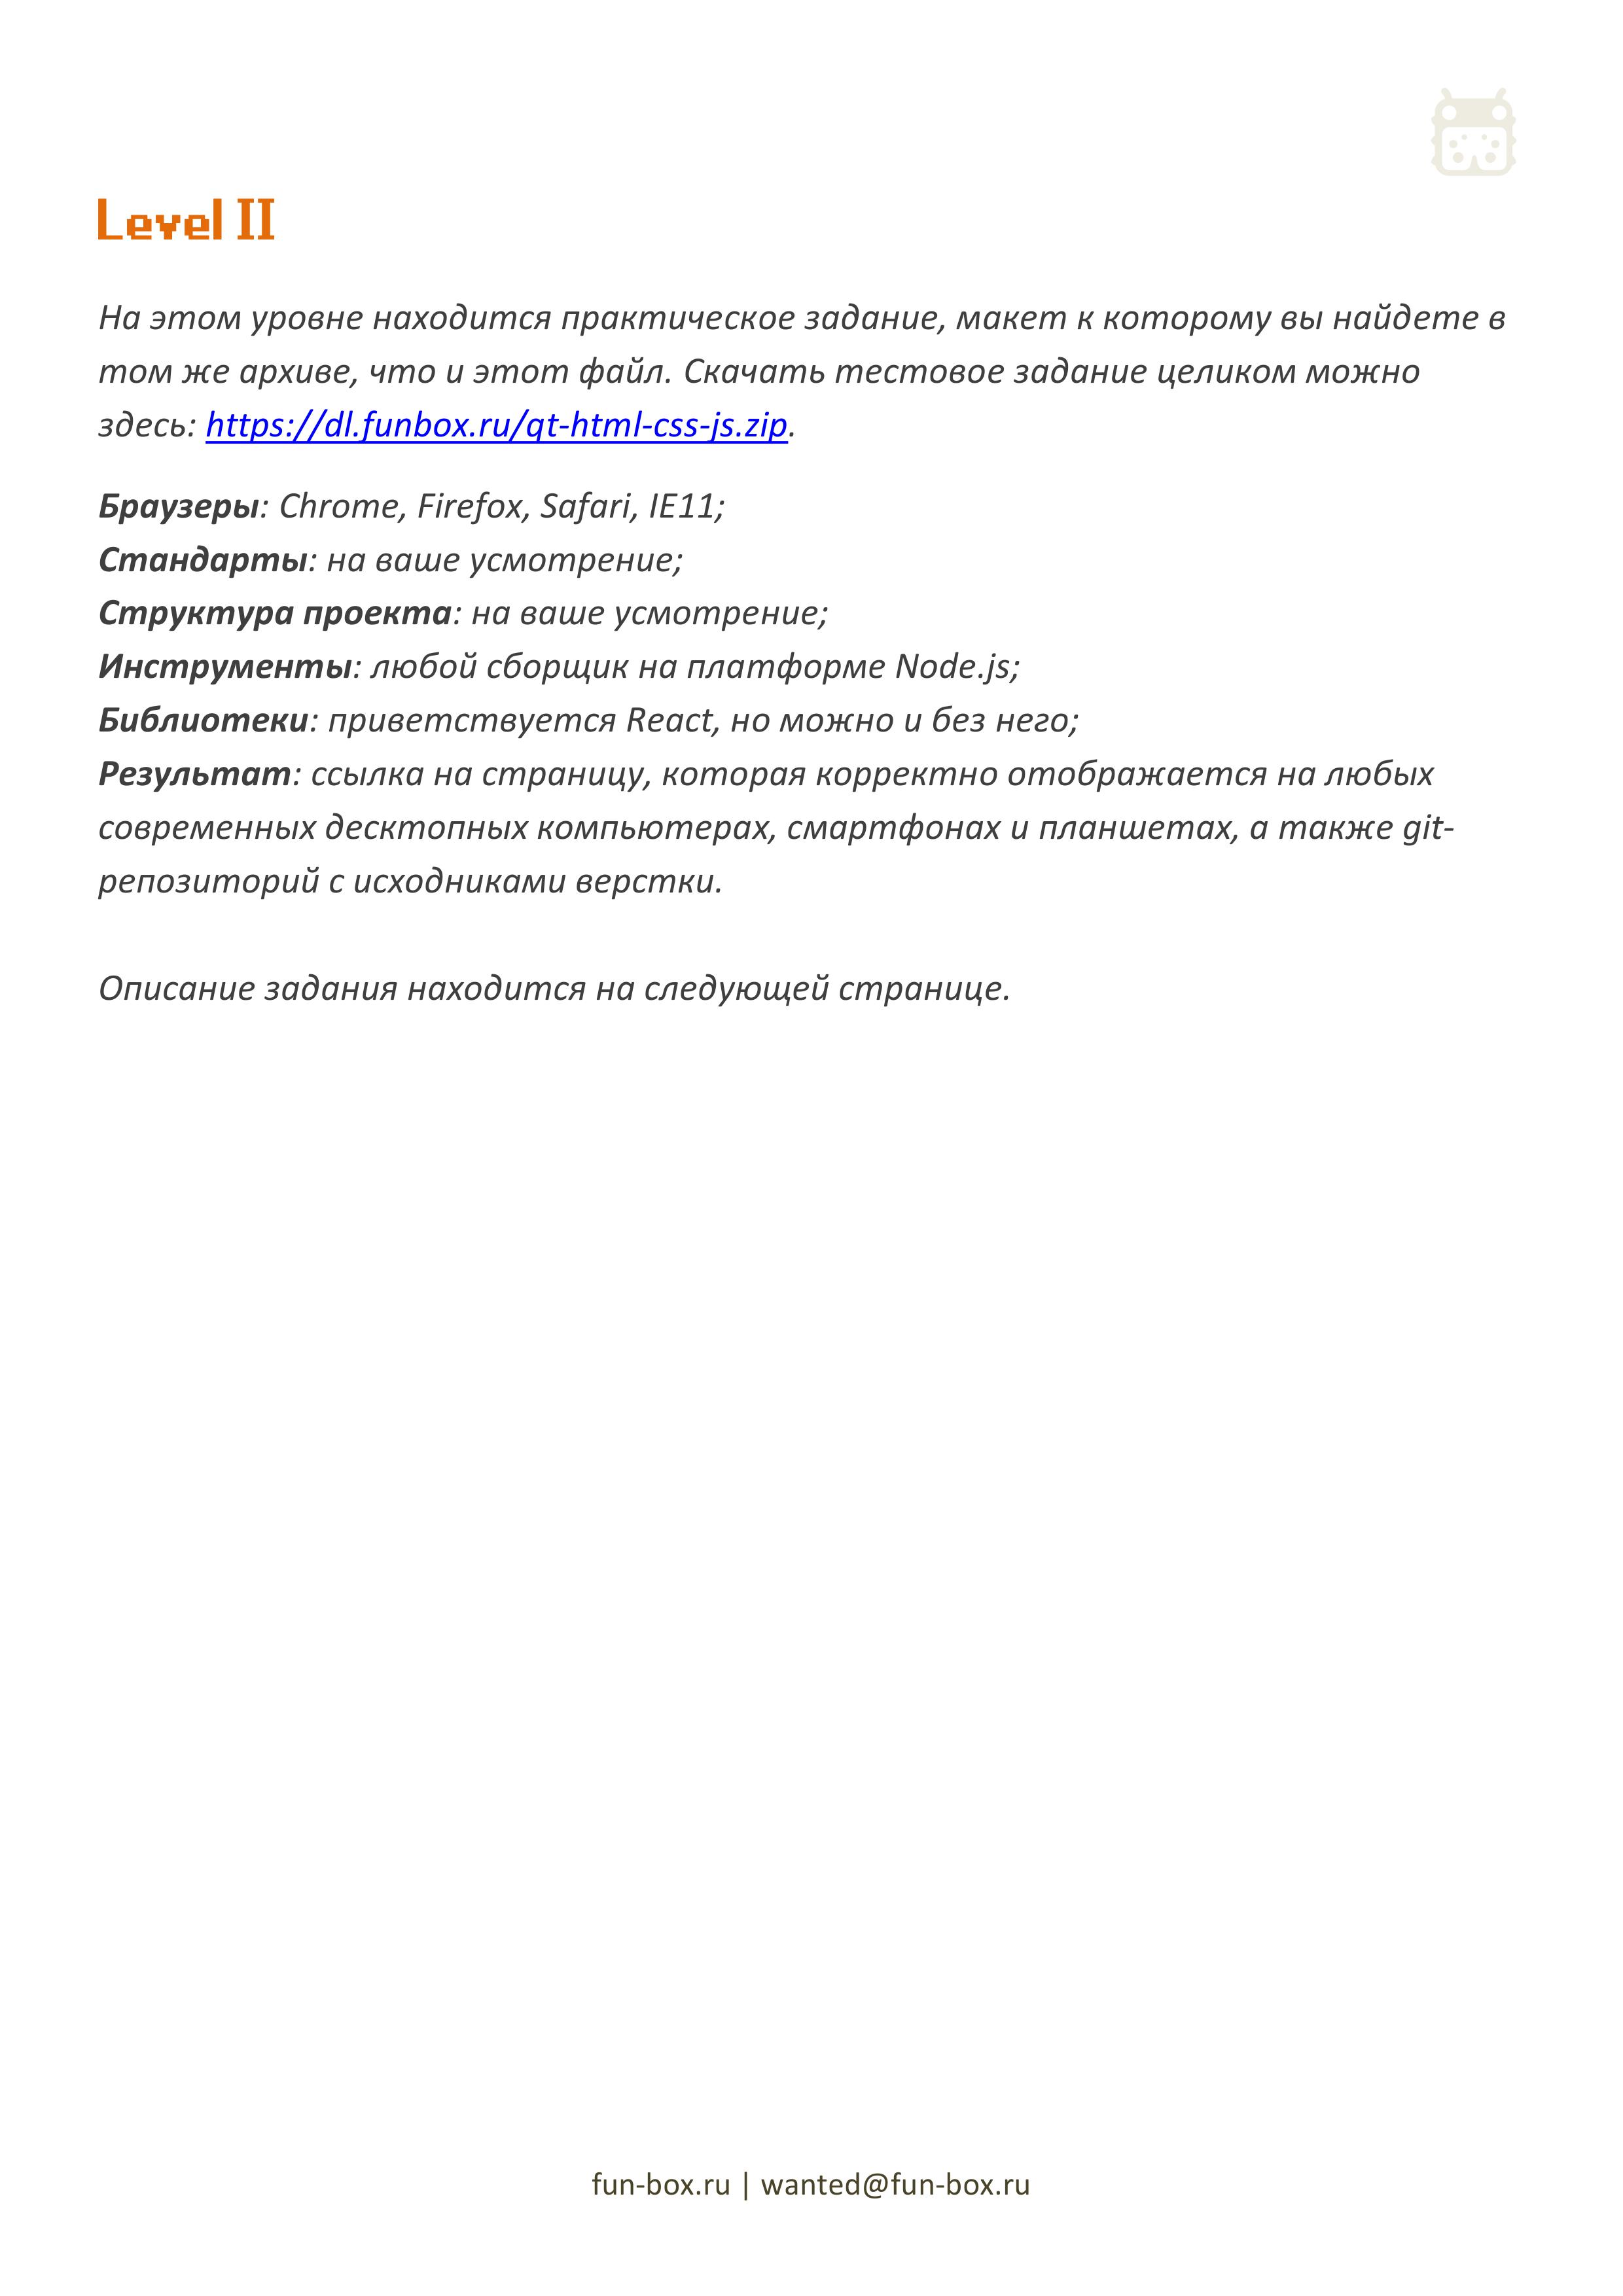 Level II
На этом уровне находится практическое задание, макет к которому вы найдете в
том же архиве, что и этот файл. Скачать тестовое задание целиком можно
здесь: https://dl.funbox.ru/qt-html-css-js.zip.
Браузеры: Chrome, Firefox, Safari, IE11;
Стандарты: на ваше усмотрение;
Структура проекта: на ваше усмотрение;
Инструменты: любой сборщик на платформе Node.js;
Библиотеки: приветствуется React, но можно и без него;
Результат: ссылка на страницу, которая корректно отображается на любых
современных десктопных компьютерах, смартфонах и планшетах, а также git-
репозиторий с исходниками верстки.
Описание задания находится на следующей странице.
fun-box.ru | wanted@fun-box.ru